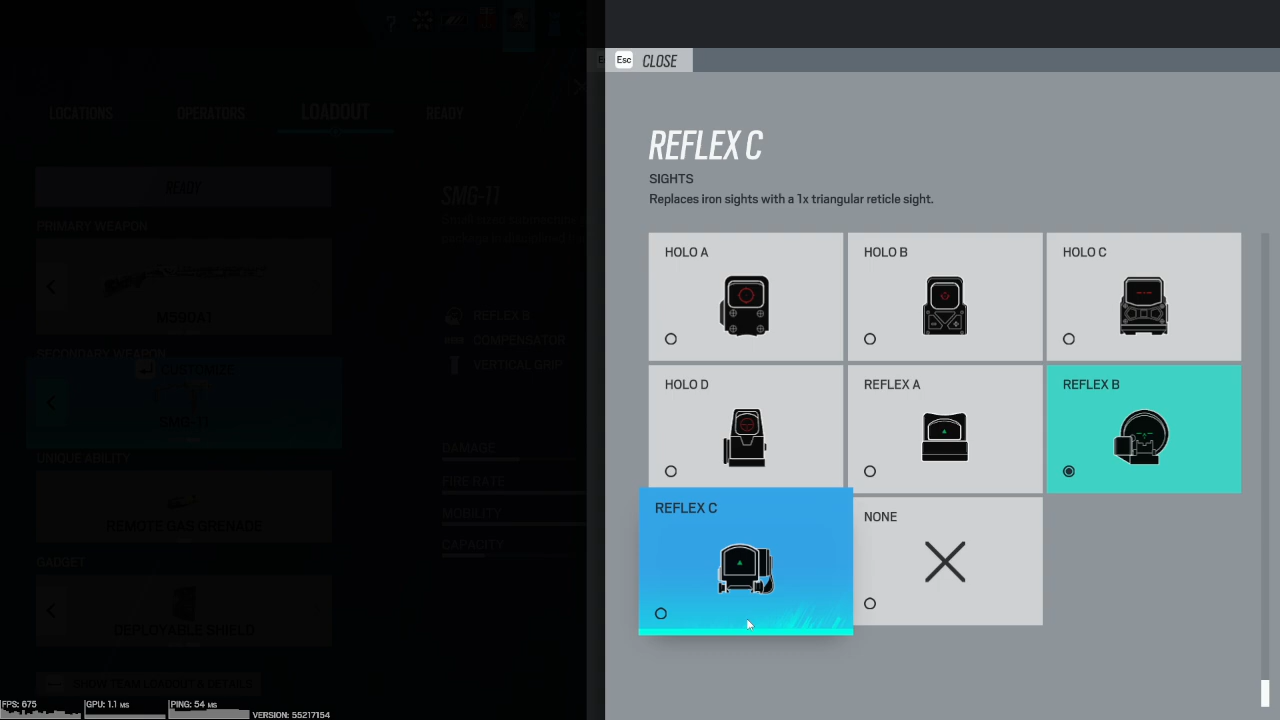 ?
Esc CLOSE
LOCATIONS OPERATORS LOADOUT READY
REFLEX C
SIGHTS
Replaces iron sights with a 1x triangular reticle sight.
READY
SMG-11
PRIMARY WEAPON
M590A1
SECONDARY WEAPON
CUSTOMIZE
SMG-11
UNIQUE ABILITY
REMOTE GAS GRENADE
GADGET
DEPLOYABLE SHIELD
SHOW TEAM LOADOUT & DETAILS
REFLEX B
COMPENSATOR
VERTICAL GRIP
DAMAGE
FIRE RATE
MOBILITY
CAPACITY
HOLO A HOLO B HOLO C
HOLO D REFLEX A REFLEX B
REFLEX C NONE
FPS: 675 GPU: 1.1 MS PING: 54 MS VERSION: 55217154